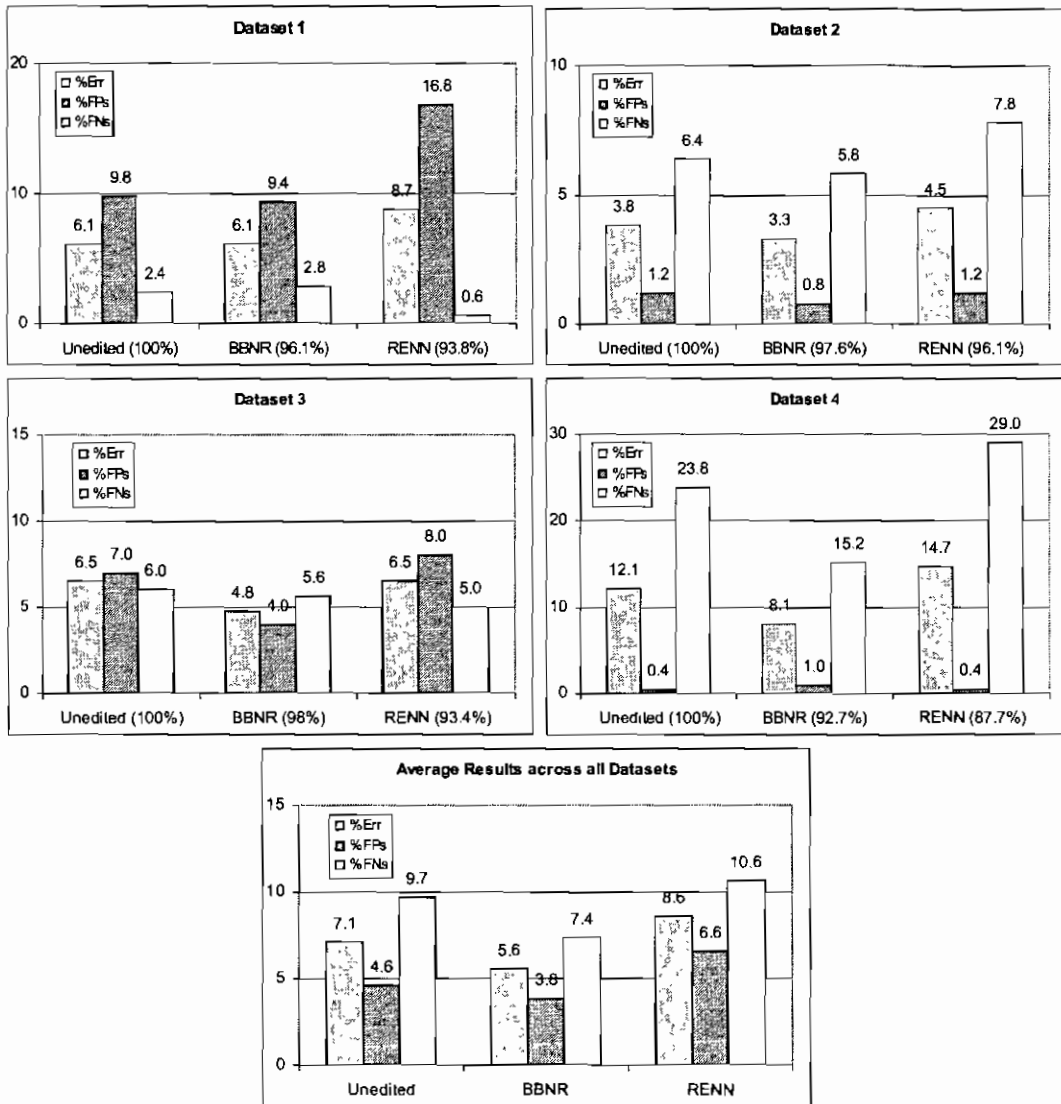 Dataset 1
20
%Err
%FPs
%FNs
16.8
10
9.8
9.4
8.7
6.1
6.1
2.4
2.8
0.6
0
Unedited (100%) BBNR (96.1%) RENN (93.8%)
Dataset 2
10
%Err
%FPs
%FNs
7.8
6.4
5.8
5
4.5
3.8
3.3
1.2
0.8
1.2
0
Unedited (100%) BBNR (97.6%) RENN (96.1%)
Dataset 3
15
%Err
%FPs
%FNs
10
8.0
6.5
7.0
6.0
6.5
5.6
4.8
4.0
5.0
5
0
Unedited (100%) BBNR (98%) RENN (93.4%)
Dataset 4
30
%Err
%FPs
%FNs
29.0
23.8
20
15.2
14.7
12.1
10
8.1
0.4
1.0
0.4
0
Unedited (100%) BBNR (92.7%) RENN (87.7%)
Average Results across all Datasets
15
%Err
%FPs
%FNs
10.6
9.7
10
8.6
7.1
7.4
6.6
5.6
4.6
3.8
5
0
Unedited BBNR RENN